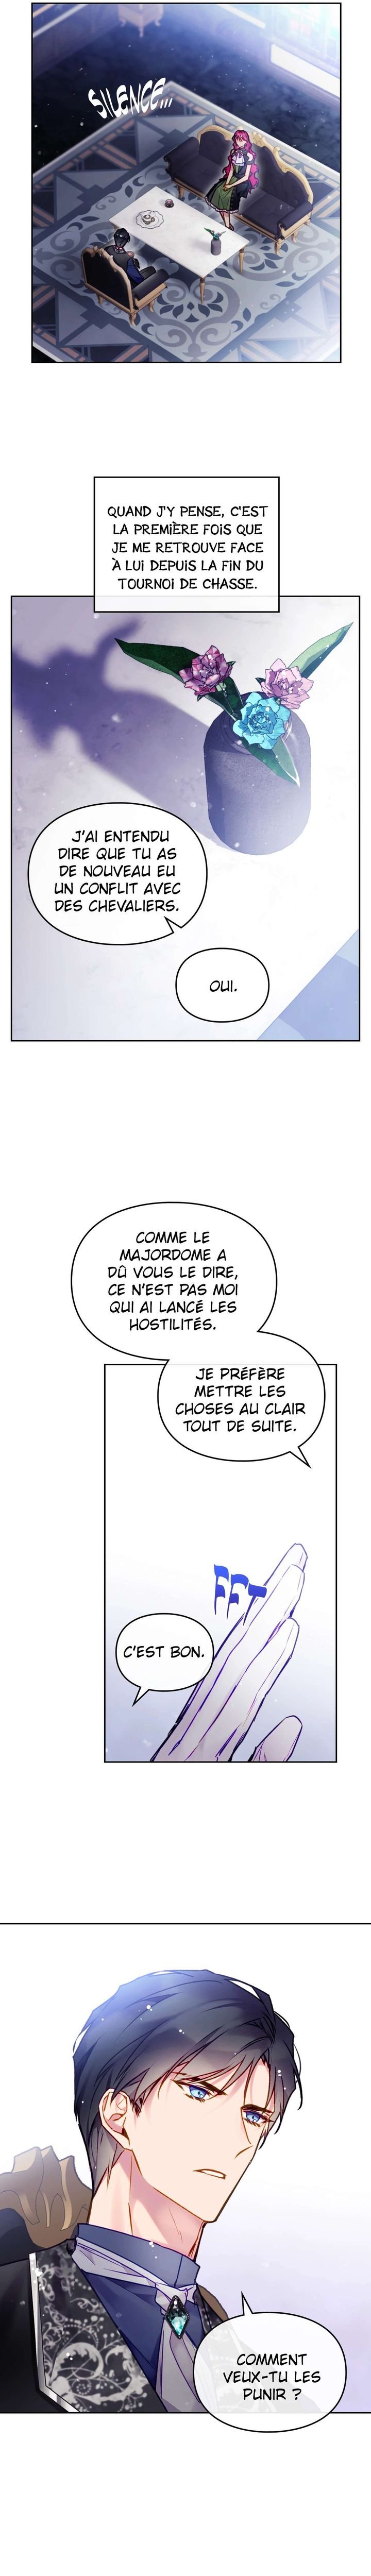 SILENCE...
QUAND J'Y PENSE, C'EST
LA PREMIÈRE FOIS QUE
JE ME RETROUVE FACE
À LUI DEPUIS LA FIN DU
TOURNOI DE CHASSE.
J'AI ENTENDU
DIRE QUE TU AS
DE NOUVEAU EU
UN CONFLIT AVEC
DES CHEVALIERS.
OUI.
COMME LE
MAJORDOME A
DÛ VOUS LE DIRE,
CE N'EST PAS MOI
QUI AI LANCÉ LES
HOSTILITÉS.
JE PRÉFÈRE
METTRE LES
CHOSES AU CLAIR
TOUT DE SUITE.
FFT
C'EST BON.
COMMENT
VEUX-TU LES
PUNIR ?